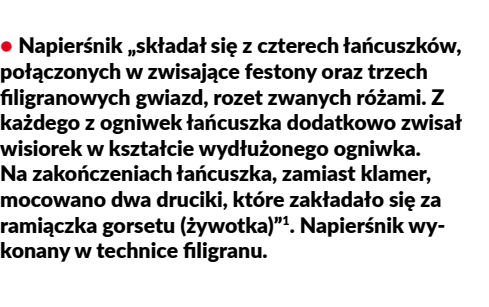 • Napierśnik „składał się z czterech łańcuszków,
połączonych w zwisające festony oraz trzech
filigranowych gwiazd, rozet zwanych różami. Z
każdego z ogniwek łańcuszka dodatkowo zwisał
wisiorek w kształcie wydłużonego ogniwka.
Na zakończeniach łańcuszka, zamiast klamer,
mocowano dwa druciki, które zakładało się za
ramiączka gorsetu (żywotka)”¹. Napierśnik wy-
konany w technice filigranu.